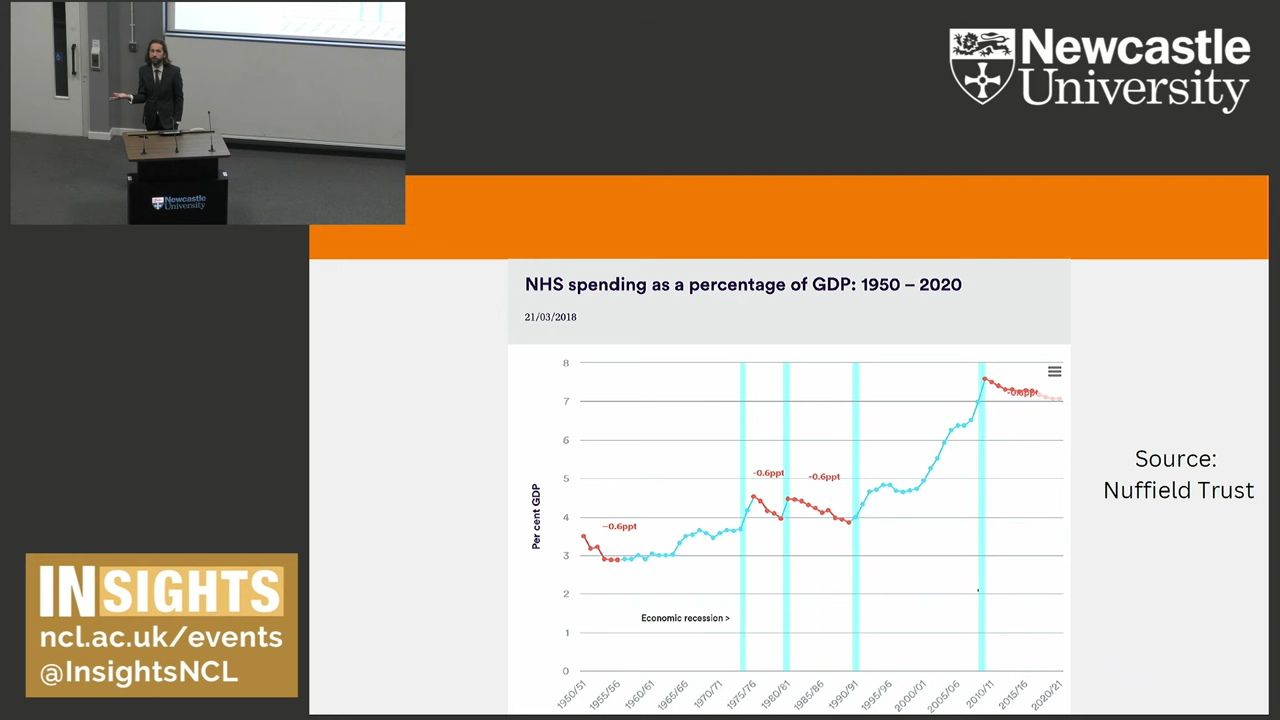 Newcastle
University
Newcastle
University
NHS spending as a percentage of GDP: 1950 – 2020
21/03/2018
8
7
6
5
4
3
2
1
0
Per cent GDP
-0.6ppt
-0.6ppt
-0.6ppt
-0.6ppt
Economic recession >
1950/51
1955/56
1960/61
1965/66
1970/71
1975/76
1980/81
1985/86
1990/91
1995/96
2000/01
2005/06
2010/11
2015/16
2020/21
Source:
Nuffield Trust
INSIGHTS
ncl.ac.uk/events
@InsightsNCL